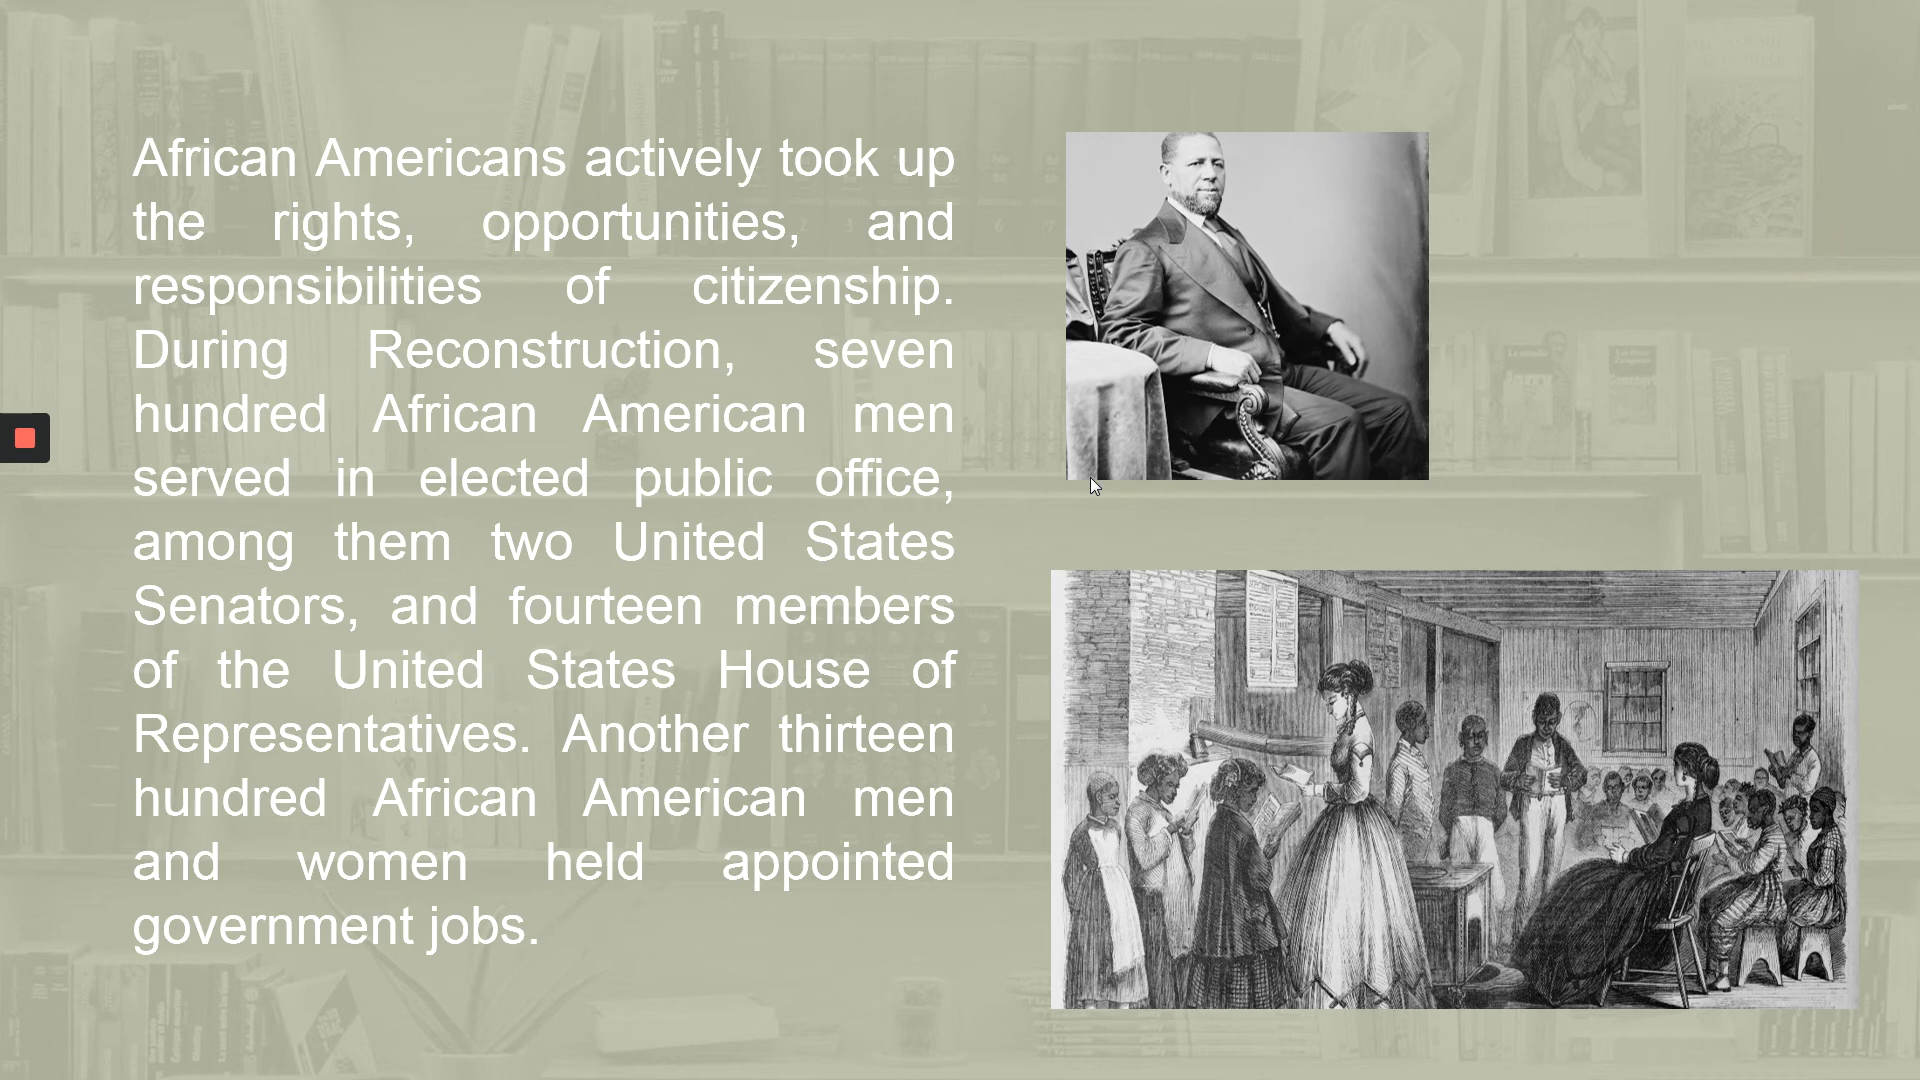 African Americans actively took up
the rights, opportunities, and
responsibilities of citizenship.
During Reconstruction, seven
hundred African American men
served in elected public office,
among them two United States
Senators, and fourteen members
of the United States House of
Representatives. Another thirteen
hundred African American men
and women held appointed
government jobs.